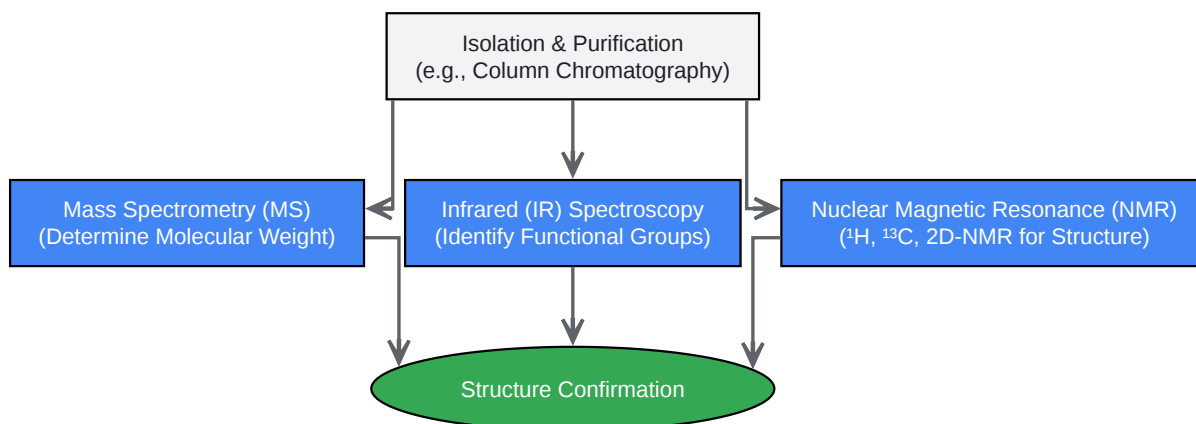 Isolation & Purification
(e.g., Column Chromatography)
Mass Spectrometry (MS)
(Determine Molecular Weight)
Infrared (IR) Spectroscopy
(Identify Functional Groups)
Nuclear Magnetic Resonance (NMR)
(¹H, ¹³C, 2D-NMR for Structure)
Structure Confirmation